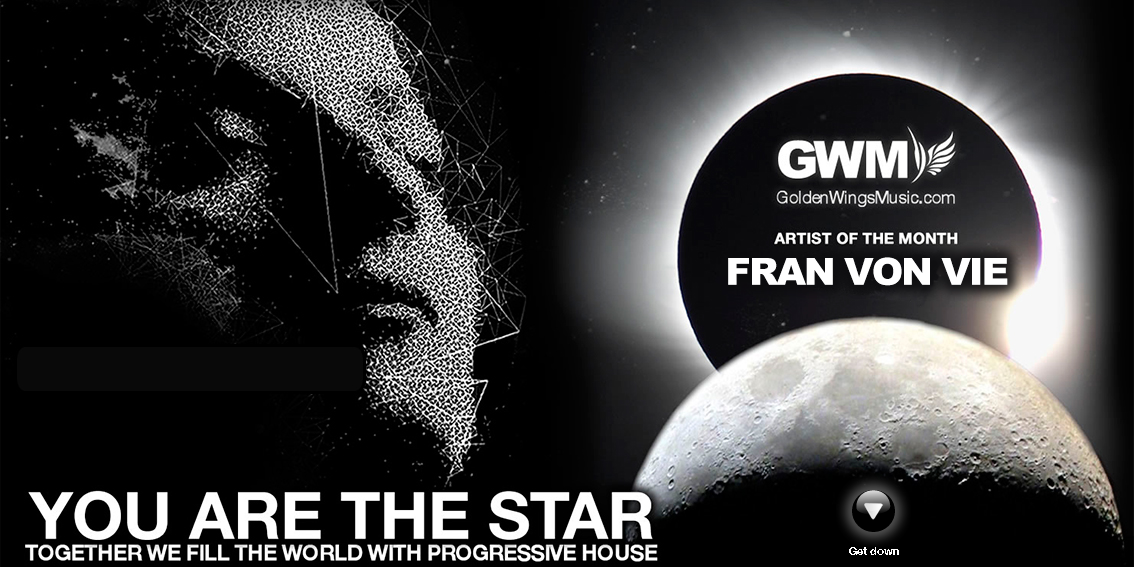 GWM
GoldenWingsMusic.com
ARTIST OF THE MONTH
FRAN VON VIE
YOU ARE THE STAR
TOGETHER WE FILL THE WORLD WITH PROGRESSIVE HOUSE
Get down